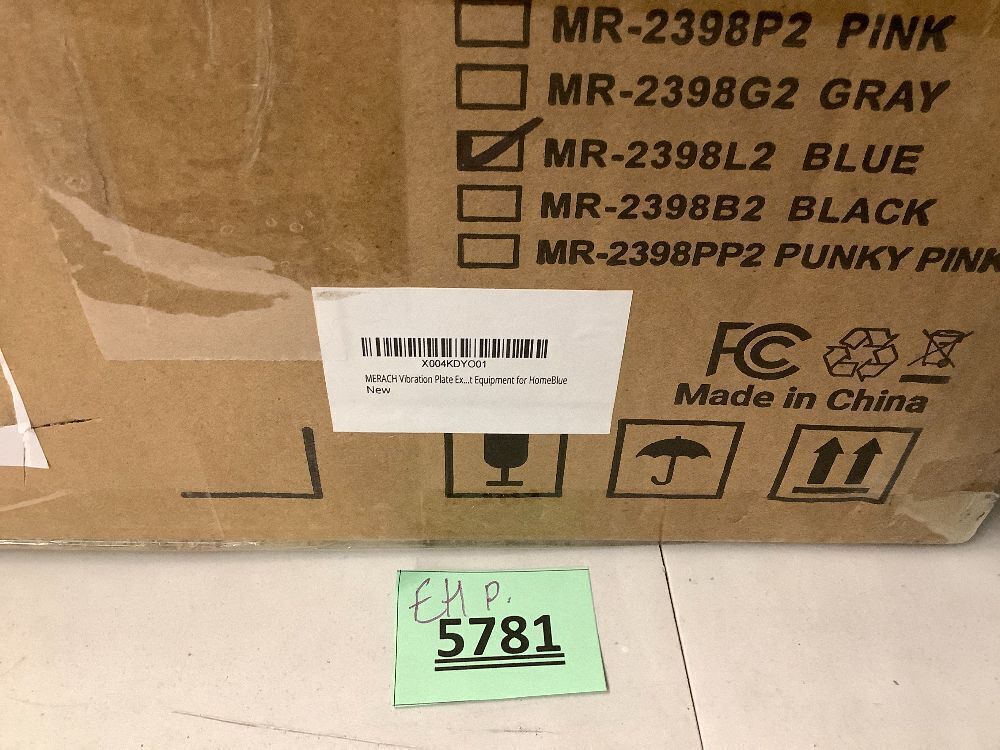 MR-2398P2 PINK
MR-2398G2 GRAY
MR-2398L2 BLUE
MR-2398B2 BLACK
MR-2398PP2 PUNKY PINK
FC
Made in China
X004KDYO01
MERACH Vibration Plate Ex...t Equipment for HomeBlue
New
EH P.
5781